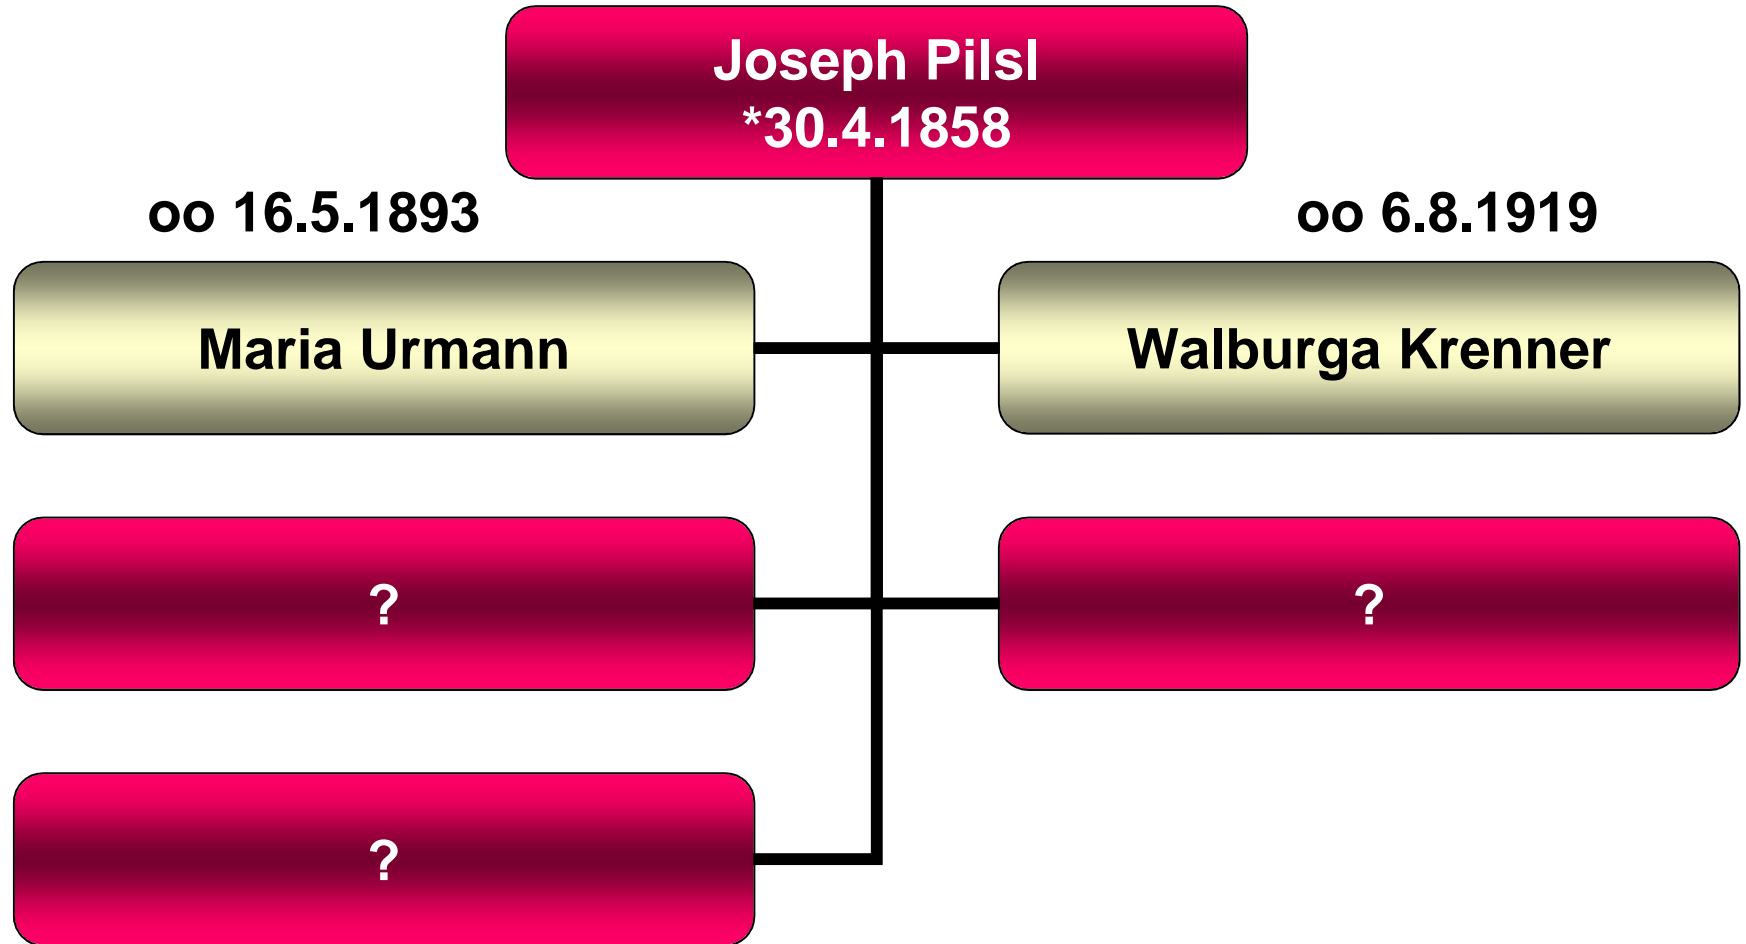 Joseph Pilsl
*30.4.1858
oo 16.5.1893
oo 6.8.1919
Maria Urmann
Walburga Krenner
?
?
?